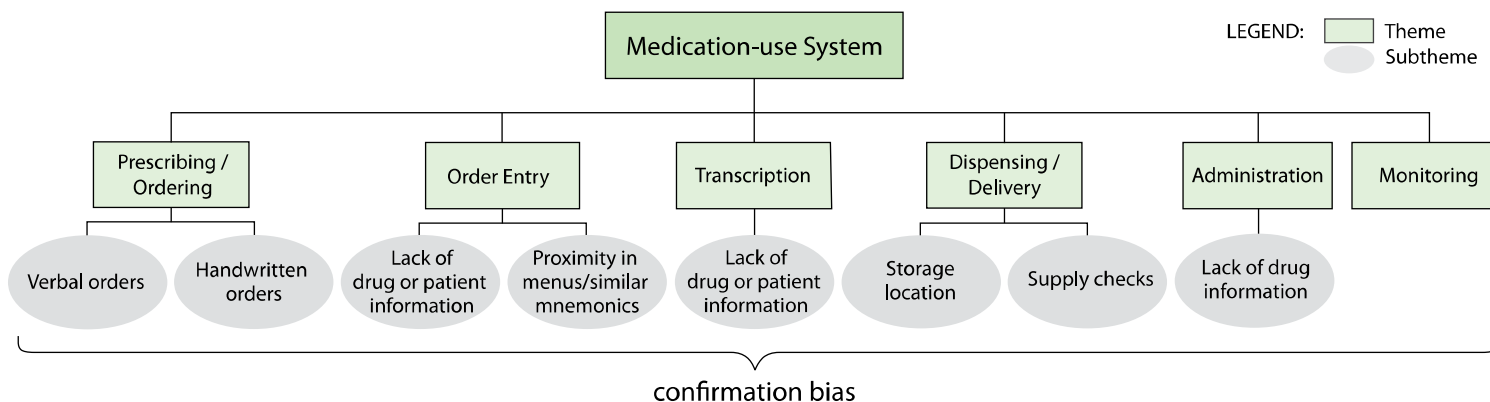 Medication-use System
LEGEND:
Theme
Subtheme
Prescribing /
Ordering
Order Entry
Transcription
Dispensing /
Delivery
Administration
Monitoring
Verbal orders
Handwritten
orders
Lack of
drug or patient
information
Proximity in
menus/similar
mnemonics
Lack of
drug or patient
information
Storage
location
Supply checks
Lack of drug
information
confirmation bias